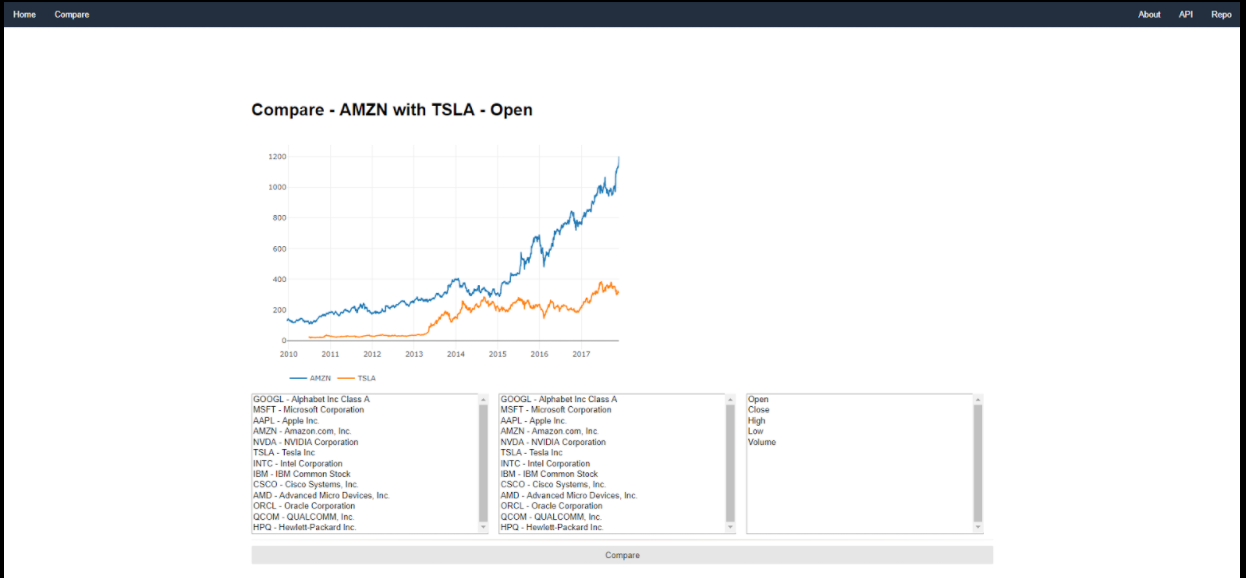 Home Compare About API Repo
Compare - AMZN with TSLA - Open
1200
1000
800
600
400
200
0
2010 2011 2012 2013 2014 2015 2016 2017
AMZN TSLA
GOOGL - Alphabet Inc Class A
MSFT - Microsoft Corporation
AAPL - Apple Inc.
AMZN - Amazon.com, Inc.
NVDA - NVIDIA Corporation
TSLA - Tesla Inc
INTC - Intel Corporation
IBM - IBM Common Stock
CSCO - Cisco Systems, Inc.
AMD - Advanced Micro Devices, Inc.
ORCL - Oracle Corporation
QCOM - QUALCOMM, Inc.
HPQ - Hewlett-Packard Inc.
GOOGL - Alphabet Inc Class A
MSFT - Microsoft Corporation
AAPL - Apple Inc.
AMZN - Amazon.com, Inc.
NVDA - NVIDIA Corporation
TSLA - Tesla Inc
INTC - Intel Corporation
IBM - IBM Common Stock
CSCO - Cisco Systems, Inc.
AMD - Advanced Micro Devices, Inc.
ORCL - Oracle Corporation
QCOM - QUALCOMM, Inc.
HPQ - Hewlett-Packard Inc.
Open
Close
High
Low
Volume
Compare